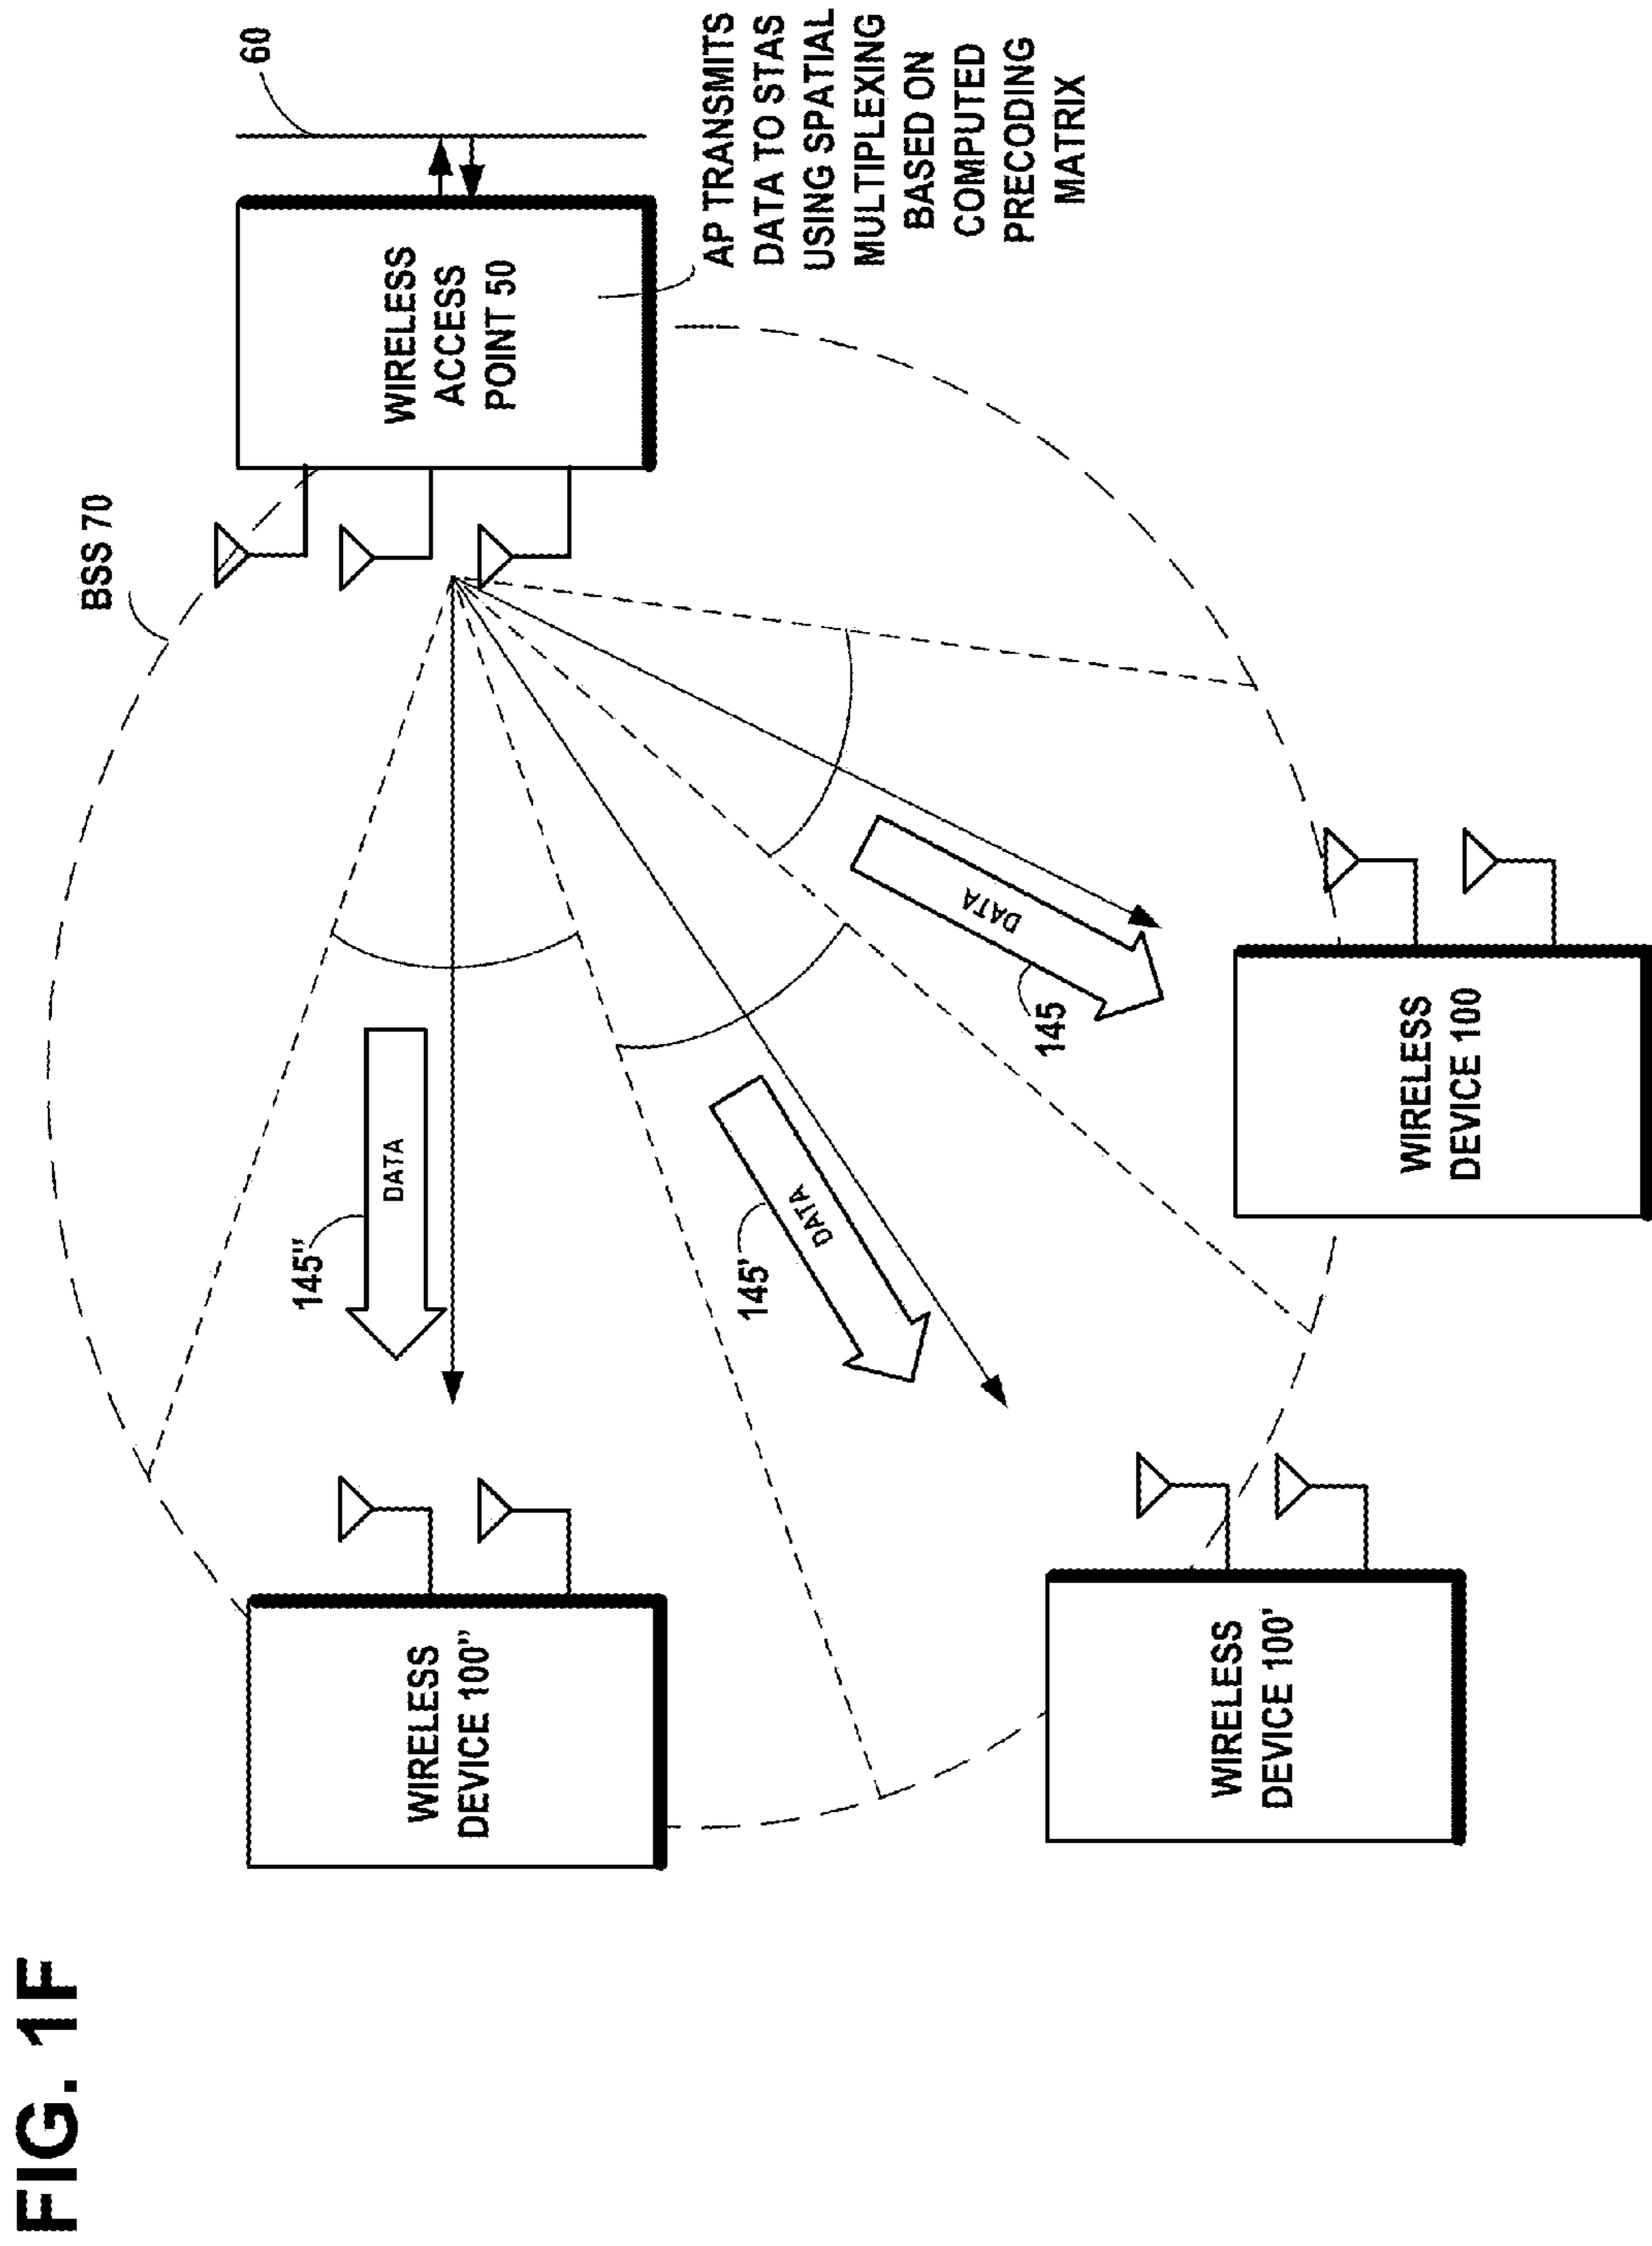 FIG. 1F
BSS 70
60
WIRELESS
ACCESS
POINT 50
AP TRANSMITS
DATA TO STAS
USING SPATIAL
MULTIPLEXING
BASED ON
COMPUTED
PRECODING
MATRIX
145"
DATA
145'
DATA
145
DATA
WIRELESS
DEVICE 100"
WIRELESS
DEVICE 100'
WIRELESS
DEVICE 100